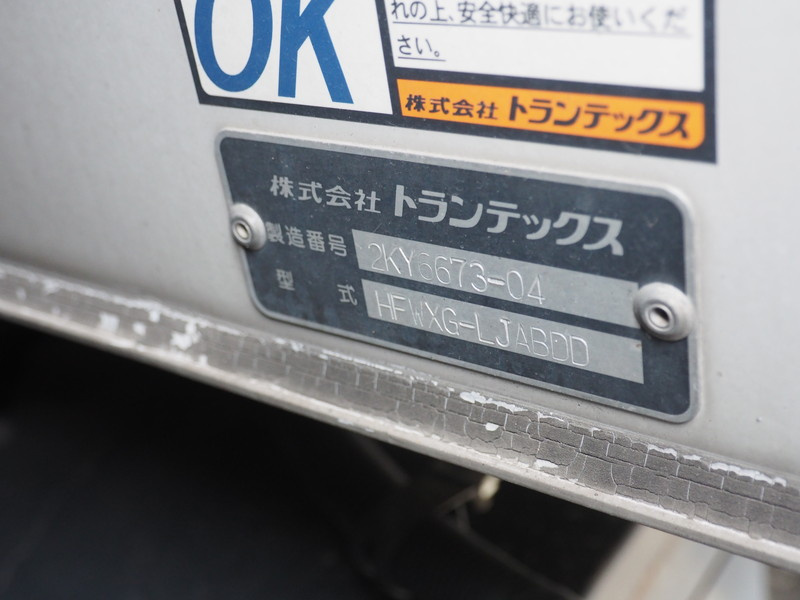 OK
れの上、安全快適にお使いくだ
さい。
株式会社 トランテックス
株式会社 トランテックス
製造番号 2KY6673-04
型式 HFWXG-LJABDD